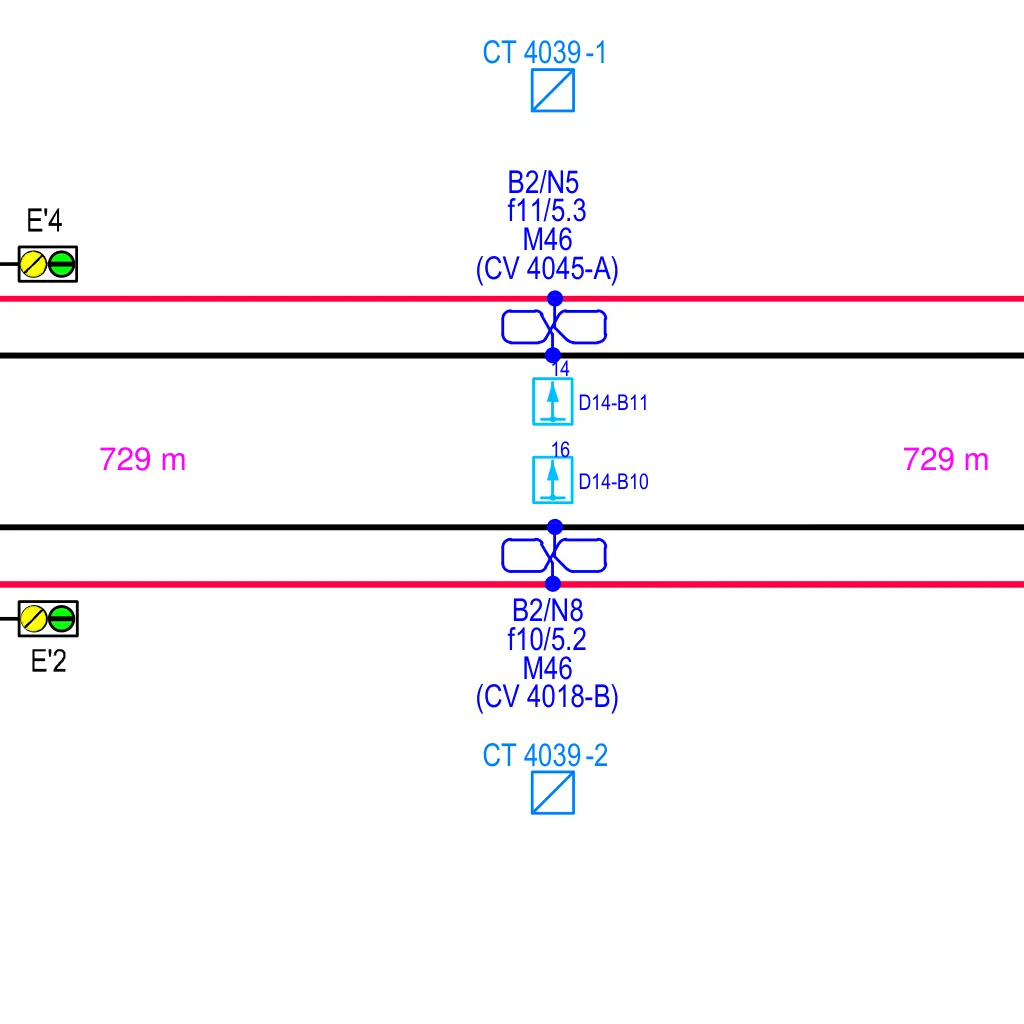 CT 4039-1
B2/N5
f11/5.3
M46
(CV 4045-A)
E'4
14
D14-B11
729 m
16
D14-B10
729 m
E'2
B2/N8
f10/5.2
M46
(CV 4018-B)
CT 4039-2